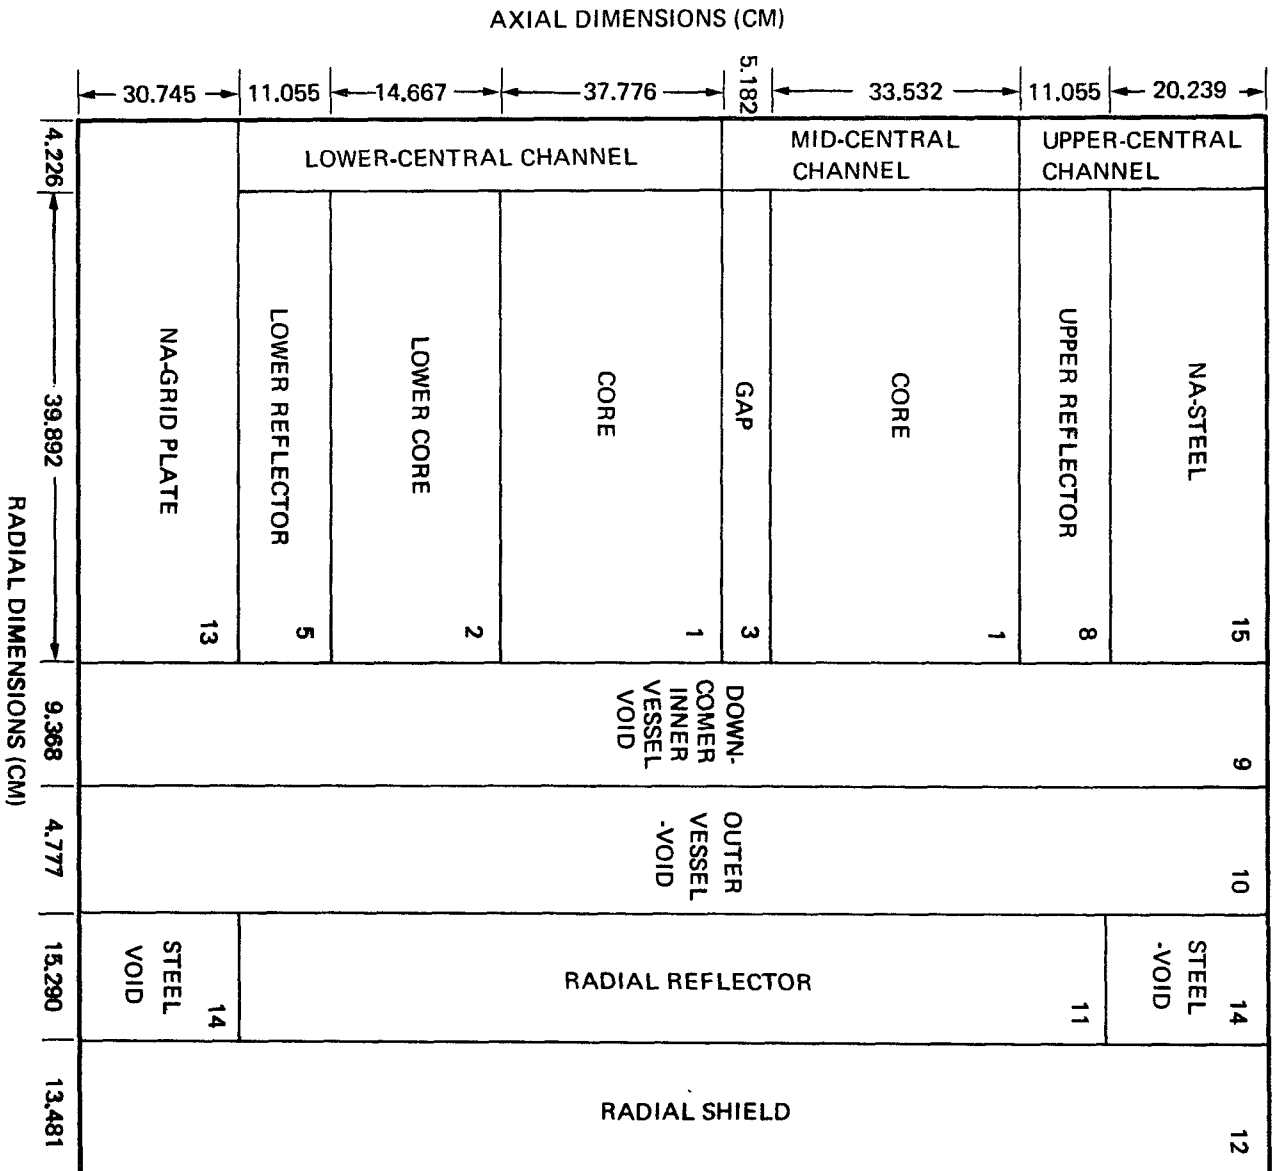 AXIAL DIMENSIONS (CM)
30.745
11.055
14.667
37.776
5.182
33.532
11.055
20.239
4.226
LOWER-CENTRAL CHANNEL
MID-CENTRAL
CHANNEL
UPPER-CENTRAL
CHANNEL
39.892
NA-GRID PLATE
13
LOWER REFLECTOR
5
LOWER CORE
2
CORE
1
GAP
3
CORE
1
UPPER REFLECTOR
8
NA-STEEL
15
9.368
DOWN-
COMER
INNER
VESSEL
VOID
9
4.777
OUTER
VESSEL
-VOID
10
15.290
STEEL
VOID
14
RADIAL REFLECTOR
11
STEEL
-VOID
14
13.481
RADIAL SHIELD
12
RADIAL DIMENSIONS (CM)